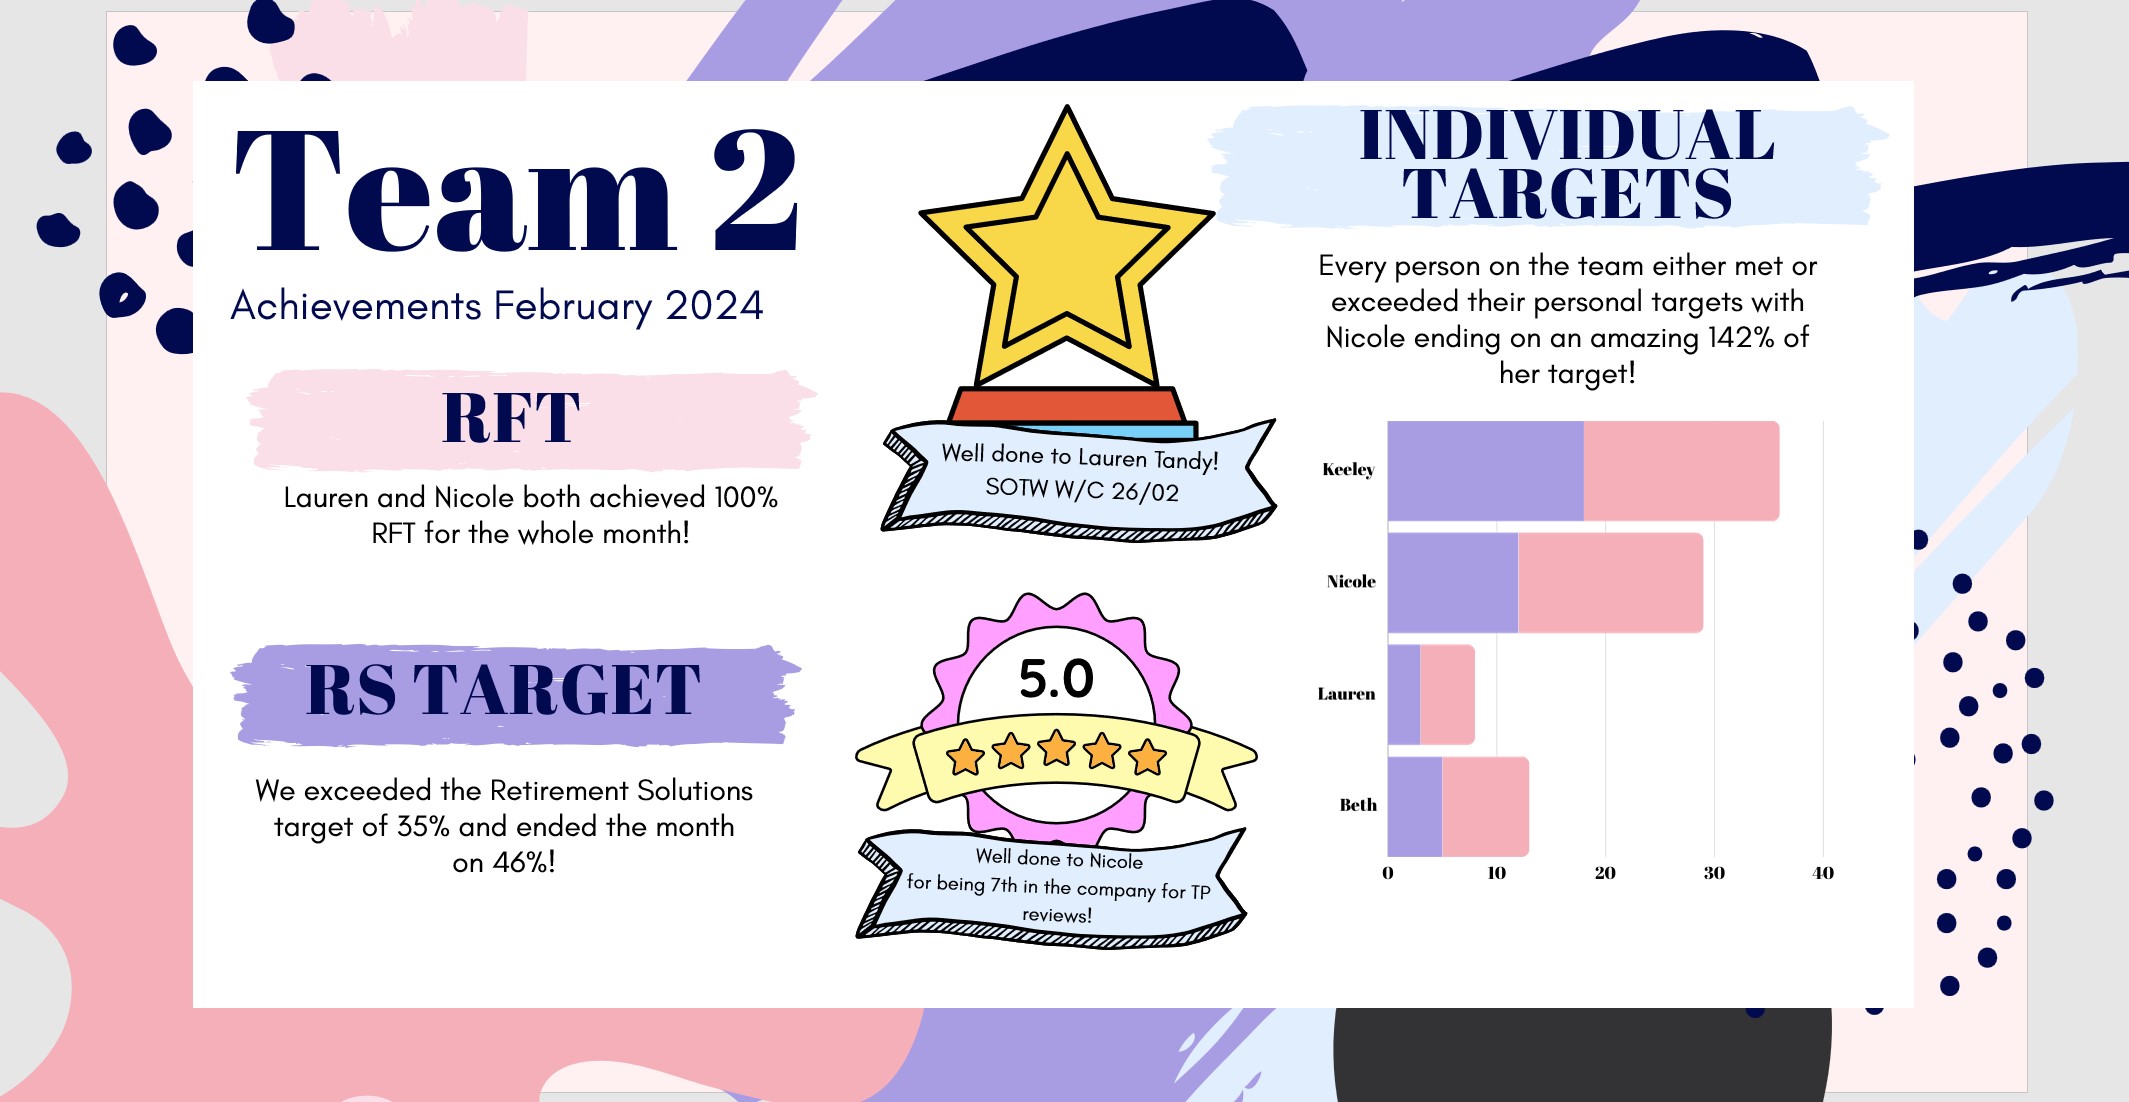 Team 2
Achievements February 2024
RFT
Lauren and Nicole both achieved 100%
RFT for the whole month!
RS TARGET
We exceeded the Retirement Solutions
target of 35% and ended the month
on 46%!
Well done to Lauren Tandy!
SOTW W/C 26/02
5.0
Well done to Nicole
for being 7th in the company for TP
reviews!
INDIVIDUAL
TARGETS
Every person on the team either met or
exceeded their personal targets with
Nicole ending on an amazing 142% of
her target!
Keeley
Nicole
Lauren
Beth
0 10 20 30 40